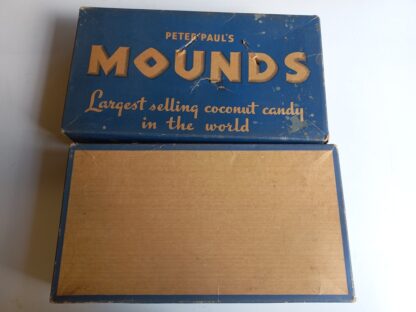 PETER PAUL'S
MOUNDS
Largest selling coconut candy
in the world